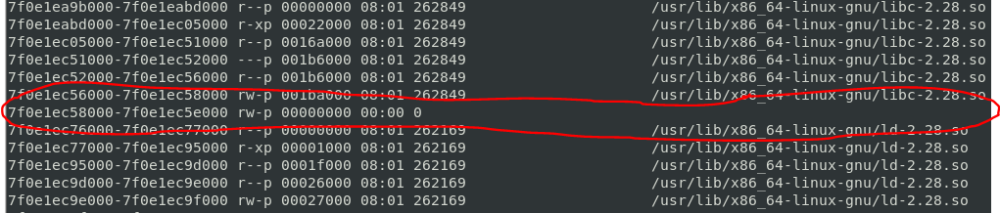 7f0e1ea9b000-7f0e1eabd000 r--p 00000000 08:01 262849 /usr/lib/x86_64-linux-gnu/libc-2.28.so
7f0e1eabd000-7f0e1ec05000 r-xp 00022000 08:01 262849 /usr/lib/x86_64-linux-gnu/libc-2.28.so
7f0e1ec05000-7f0e1ec51000 r--p 0016a000 08:01 262849 /usr/lib/x86_64-linux-gnu/libc-2.28.so
7f0e1ec51000-7f0e1ec52000 ---p 001b6000 08:01 262849 /usr/lib/x86_64-linux-gnu/libc-2.28.so
7f0e1ec52000-7f0e1ec56000 r--p 001b6000 08:01 262849 /usr/lib/x86_64-linux-gnu/libc-2.28.so
7f0e1ec56000-7f0e1ec58000 rw-p 001ba000 08:01 262849 /usr/lib/x86_64-linux-gnu/libc-2.28.so
7f0e1ec58000-7f0e1ec5e000 rw-p 00000000 00:00 0
7f0e1ec76000-7f0e1ec77000 r--p 00000000 08:01 262169 /usr/lib/x86_64-linux-gnu/ld-2.28.so
7f0e1ec77000-7f0e1ec95000 r-xp 00001000 08:01 262169 /usr/lib/x86_64-linux-gnu/ld-2.28.so
7f0e1ec95000-7f0e1ec9d000 r--p 0001f000 08:01 262169 /usr/lib/x86_64-linux-gnu/ld-2.28.so
7f0e1ec9d000-7f0e1ec9e000 r--p 00026000 08:01 262169 /usr/lib/x86_64-linux-gnu/ld-2.28.so
7f0e1ec9e000-7f0e1ec9f000 rw-p 00027000 08:01 262169 /usr/lib/x86_64-linux-gnu/ld-2.28.so